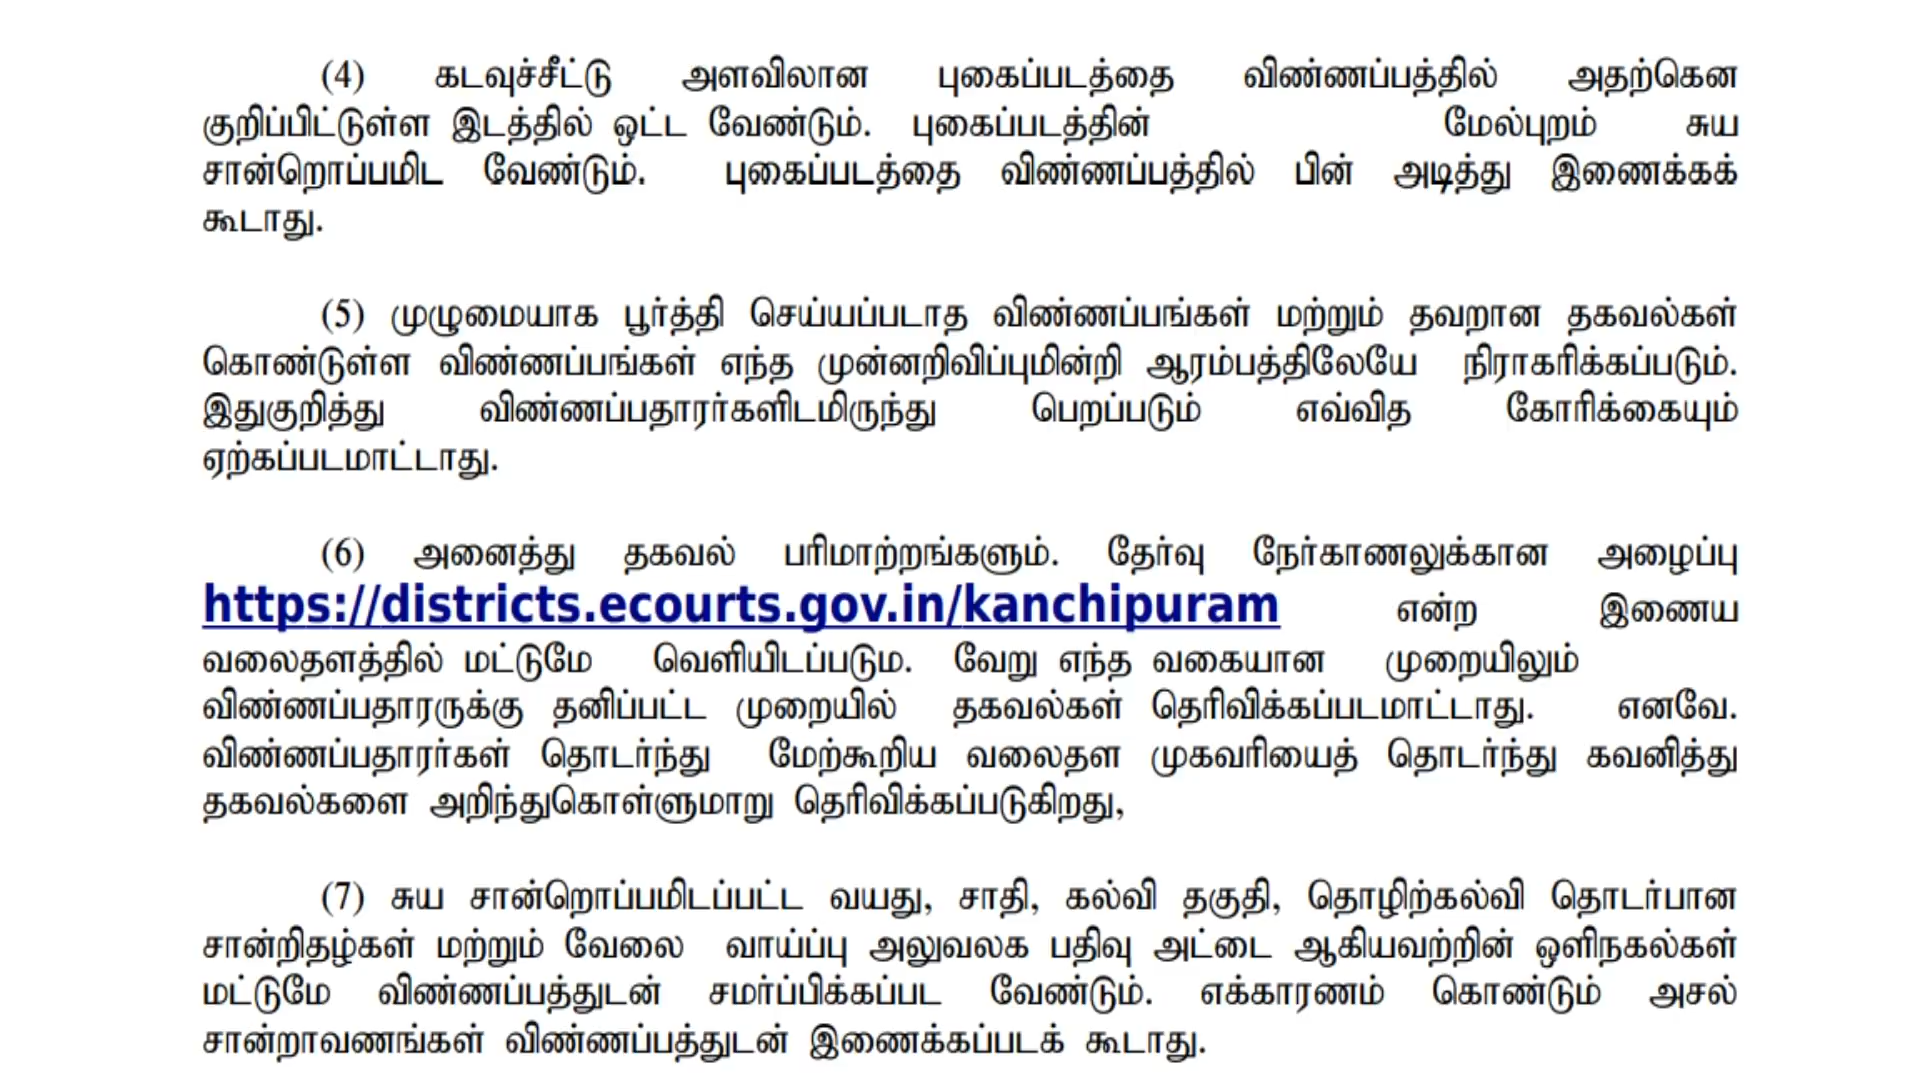 (4) கடவுச்சீட்டு அளவிலான புகைப்படத்தை விண்ணப்பத்தில் அதற்கென
குறிப்பிட்டுள்ள இடத்தில் ஒட்ட வேண்டும். புகைப்படத்தின் மேல்புறம் சுய
சான்றொப்பமிட வேண்டும். புகைப்படத்தை விண்ணப்பத்தில் பின் அடித்து இணைக்கக்
கூடாது.
(5) முழுமையாக பூர்த்தி செய்யப்படாத விண்ணப்பங்கள் மற்றும் தவறான தகவல்கள்
கொண்டுள்ள விண்ணப்பங்கள் எந்த முன்னறிவிப்புமின்றி ஆரம்பத்திலேயே நிராகரிக்கப்படும்.
இதுகுறித்து விண்ணப்பதாரர்களிடமிருந்து பெறப்படும் எவ்வித கோரிக்கையும்
ஏற்கப்படமாட்டாது.
(6) அனைத்து தகவல் பரிமாற்றங்களும். தேர்வு நேர்காணலுக்கான அழைப்பு
https://districts.ecourts.gov.in/kanchipuram என்ற இணைய
வலைதளத்தில் மட்டுமே வெளியிடப்படும. வேறு எந்த வகையான முறையிலும்
விண்ணப்பதாரருக்கு தனிப்பட்ட முறையில் தகவல்கள் தெரிவிக்கப்படமாட்டாது. எனவே.
விண்ணப்பதாரர்கள் தொடர்ந்து மேற்கூறிய வலைதள முகவரியைத் தொடர்ந்து கவனித்து
தகவல்களை அறிந்துகொள்ளுமாறு தெரிவிக்கப்படுகிறது,
(7) சுய சான்றொப்பமிடப்பட்ட வயது, சாதி, கல்வி தகுதி, தொழிற்கல்வி தொடர்பான
சான்றிதழ்கள் மற்றும் வேலை வாய்ப்பு அலுவலக பதிவு அட்டை ஆகியவற்றின் ஒளிநகல்கள்
மட்டுமே விண்ணப்பத்துடன் சமர்ப்பிக்கப்பட வேண்டும். எக்காரணம் கொண்டும் அசல்
சான்றாவணங்கள் விண்ணப்பத்துடன் இணைக்கப்படக் கூடாது.